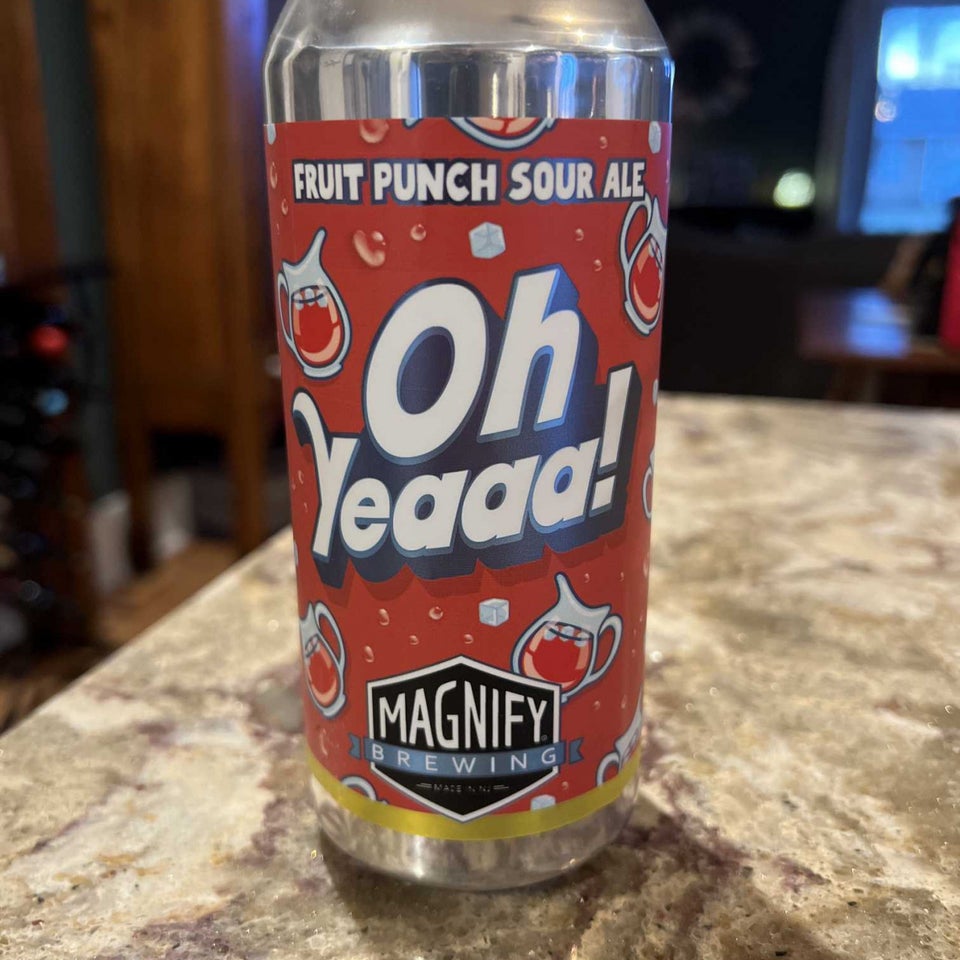 FRUIT PUNCH SOUR ALE
Oh
Yeaaa!
MAGNIFY
BREWING
MADE IN NJ